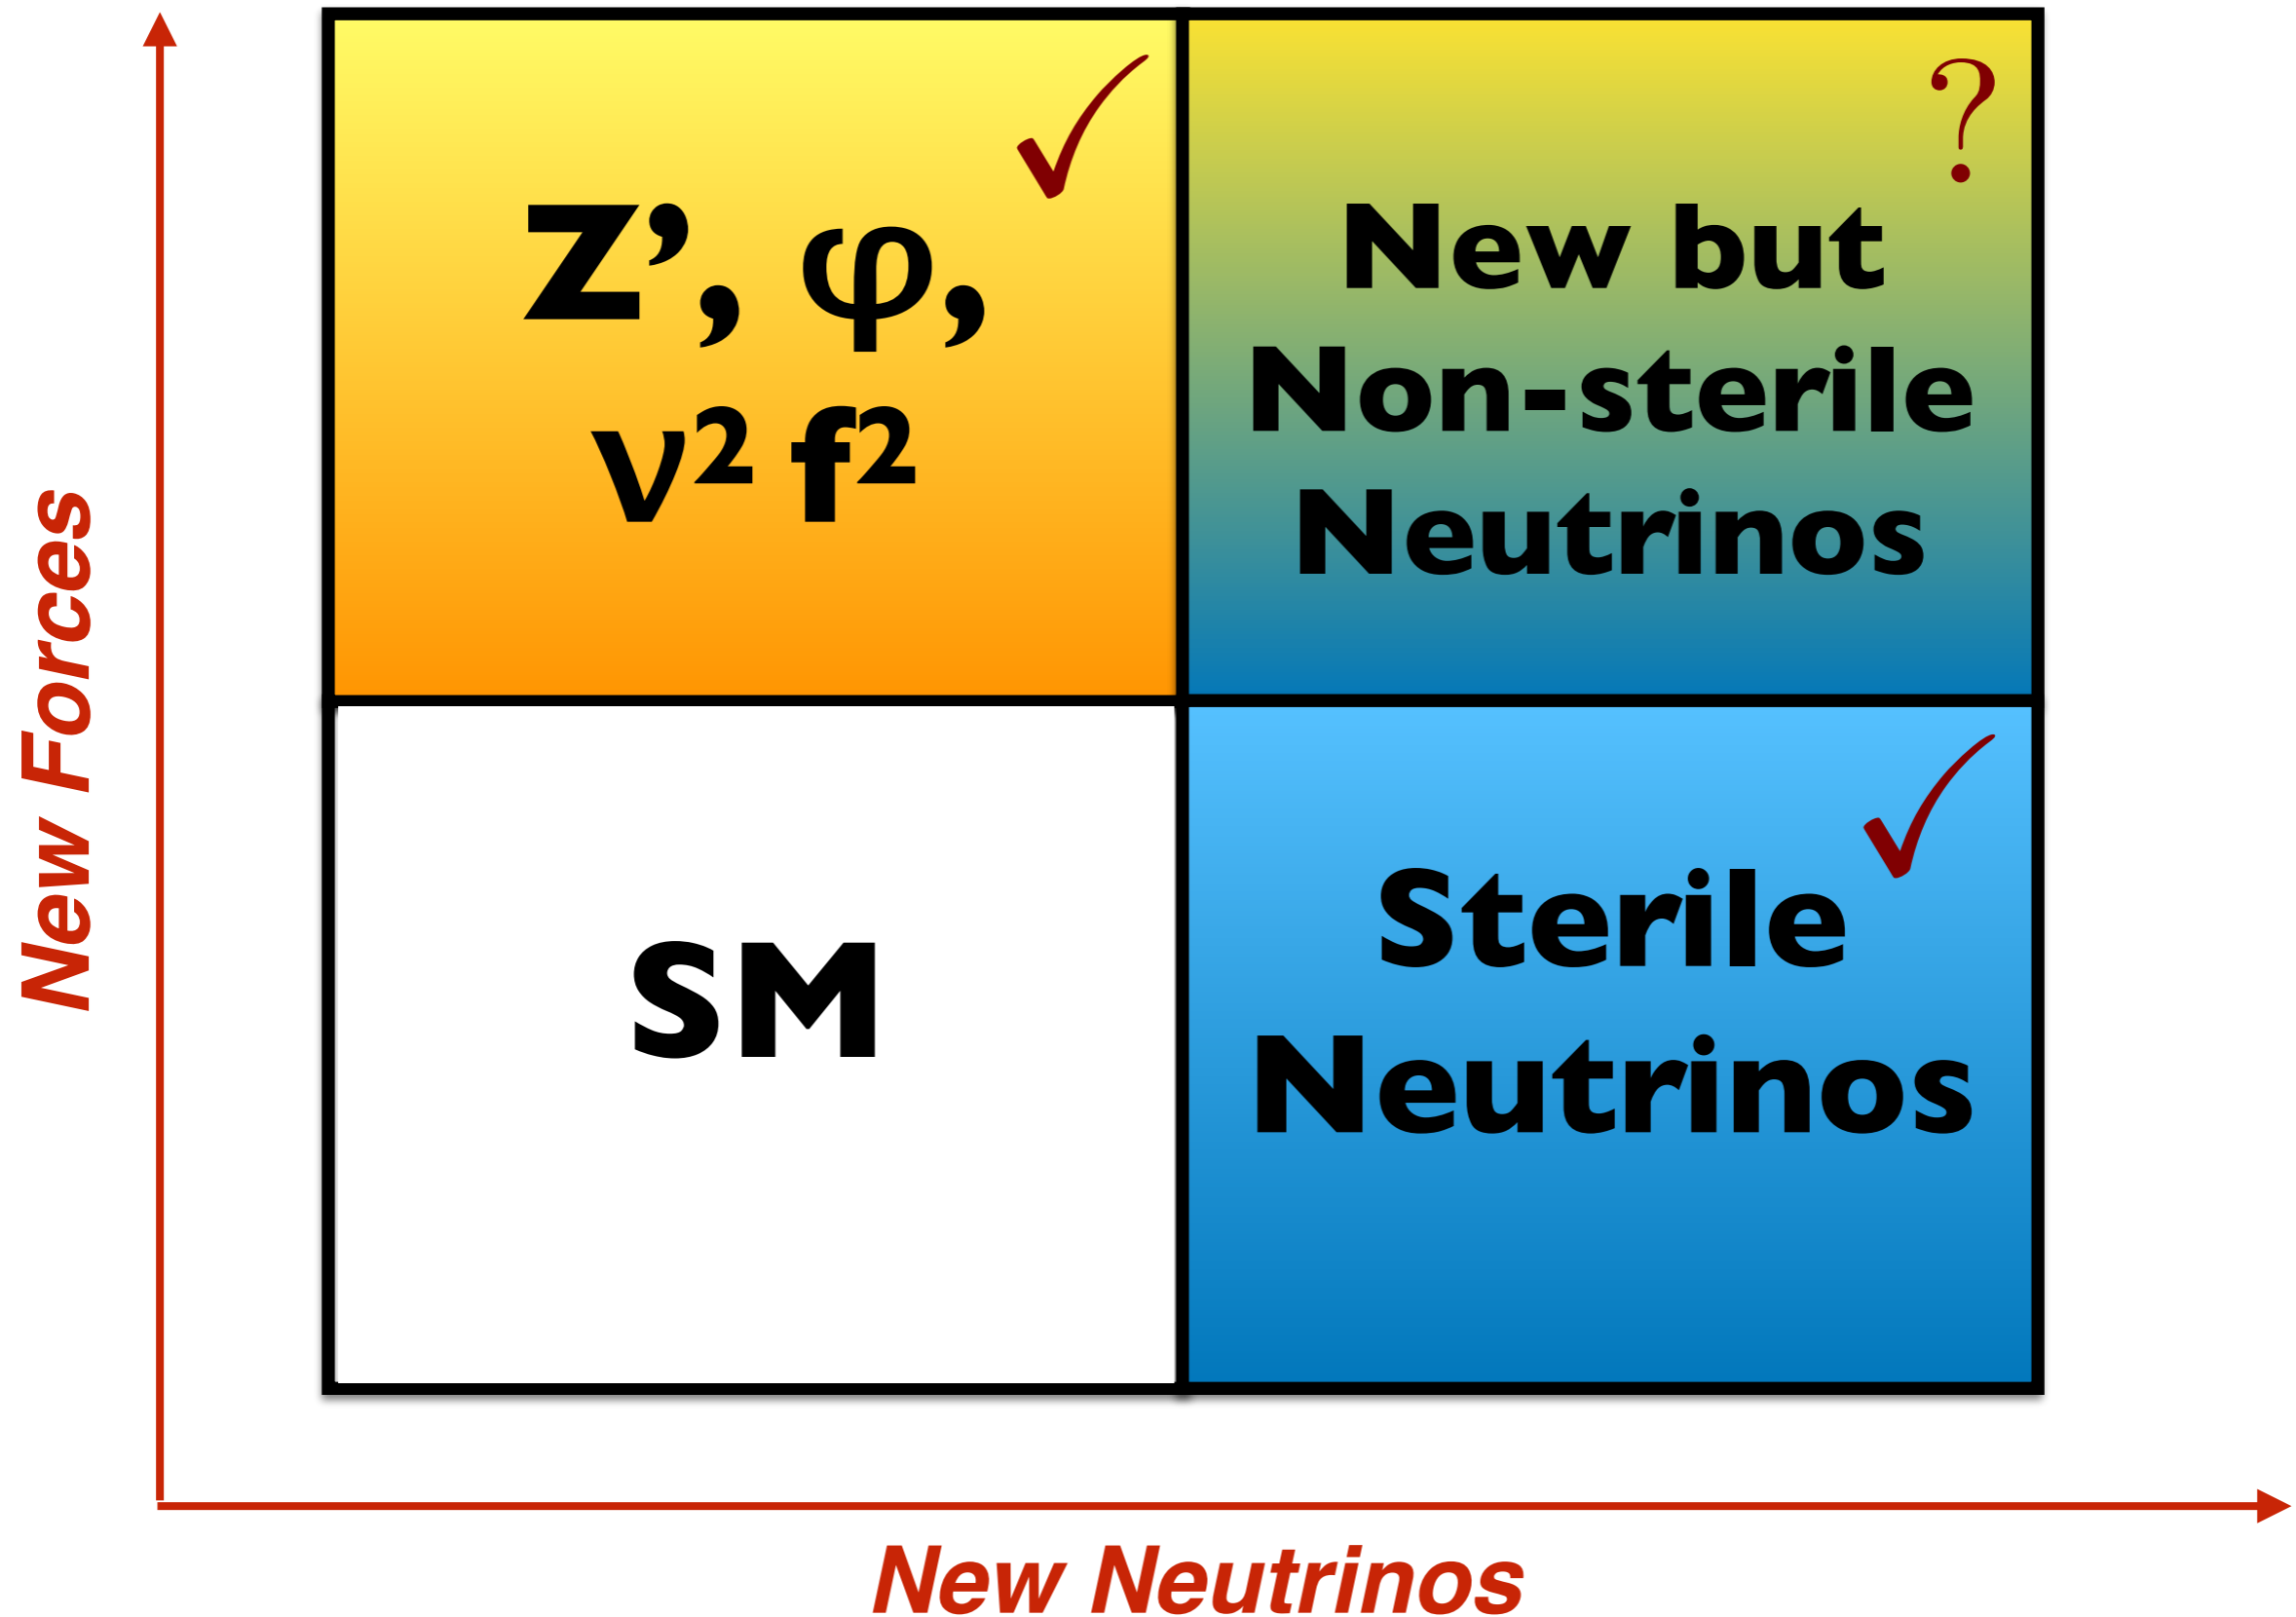 New Forces
✓
Z’, φ,
ν² f²
?
New but
Non-sterile
Neutrinos
SM
✓
Sterile
Neutrinos
New Neutrinos